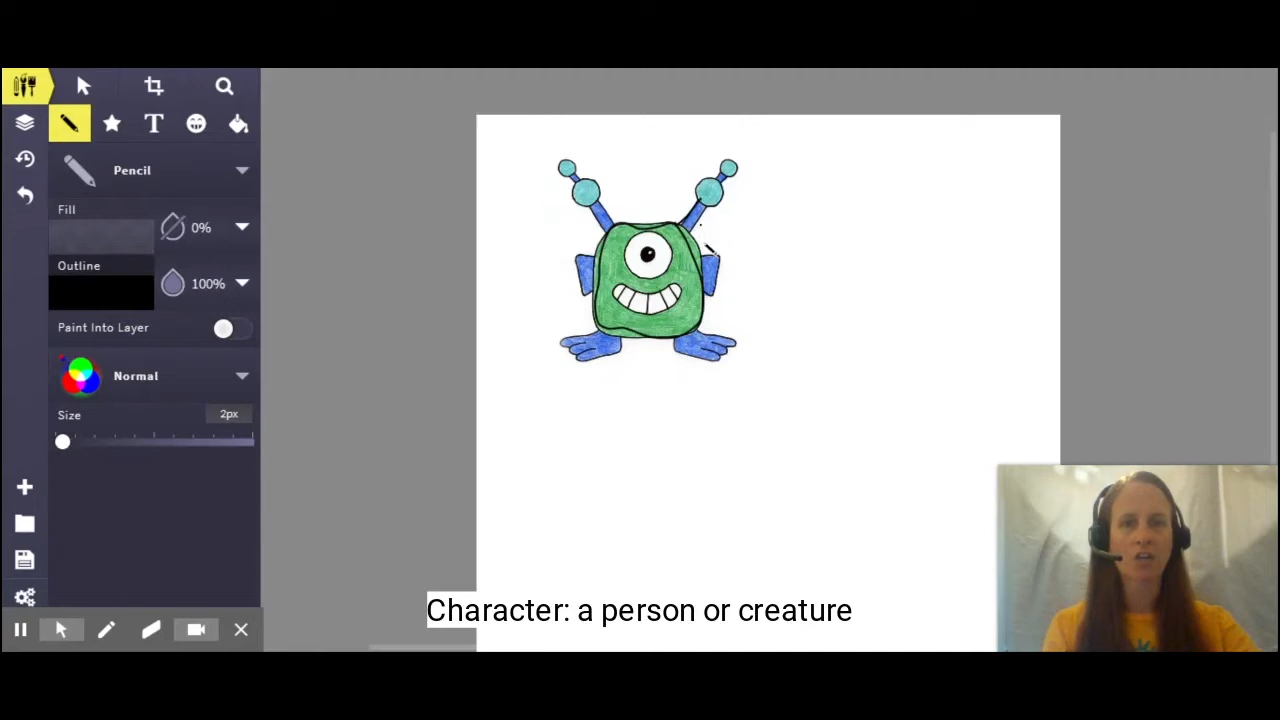 T
Pencil
Fill
0%
Outline
100%
Paint Into Layer
Normal
Size
2px
Character: a person or creature